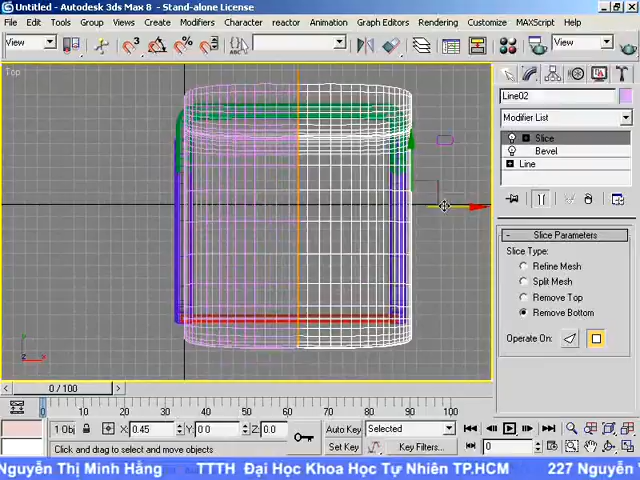 Untitled - Autodesk 3ds Max 8 - Stand-alone License
File Edit Tools Group Views Create Modifiers Character reactor Animation Graph Editors Rendering Customize MAXScript Help
View View
Top
Line02
Modifier List
Slice
Bevel
Line
Slice Parameters
Slice Type:
Refine Mesh
Split Mesh
Remove Top
Remove Bottom
Operate On:
0 / 100
0 10 20 30 40 50 60 70 80 90 100
1 Obj X: 0.45 Y: 0.0 Z: 0.0 Auto Key Selected
Click and drag to select and move objects Set Key Key Filters... 0
Nguyễn Thị Minh Hằng TTTH Đại Học Khoa Học Tự Nhiên TP.HCM 227 Nguyễn